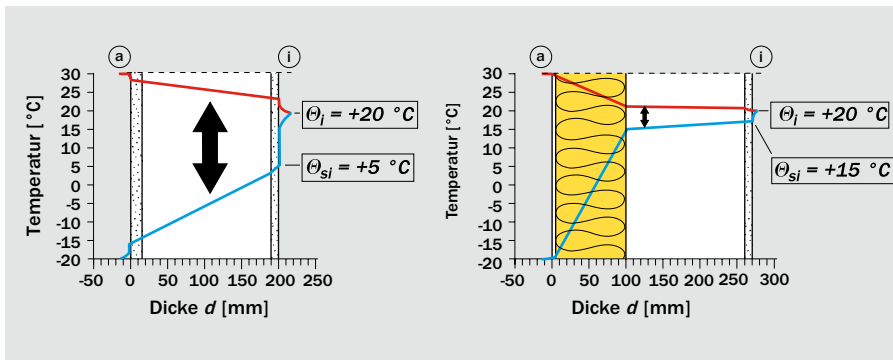 a
i
Temperatur [°C]
30
25
20
15
10
5
0
-5
-10
-15
-20
-50 0 50 100 150 200 250
Dicke d [mm]
Θi = +20 °C
Θsi = +5 °C
a
i
Temperatur [°C]
30
25
20
15
10
5
0
-5
-10
-15
-20
-50 0 50 100 150 200 250 300
Dicke d [mm]
Θi = +20 °C
Θsi = +15 °C